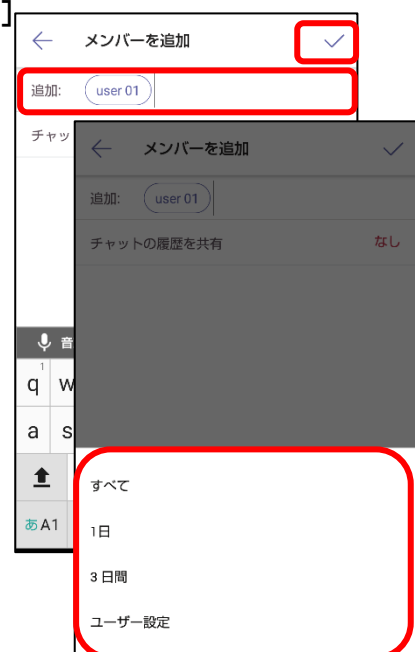 ]
メンバーを追加
追加: user 01
チャッ
メンバーを追加
追加: user 01
チャットの履歴を共有 なし
音
1
q w
a s
あA1
すべて
1日
3 日間
ユーザー設定